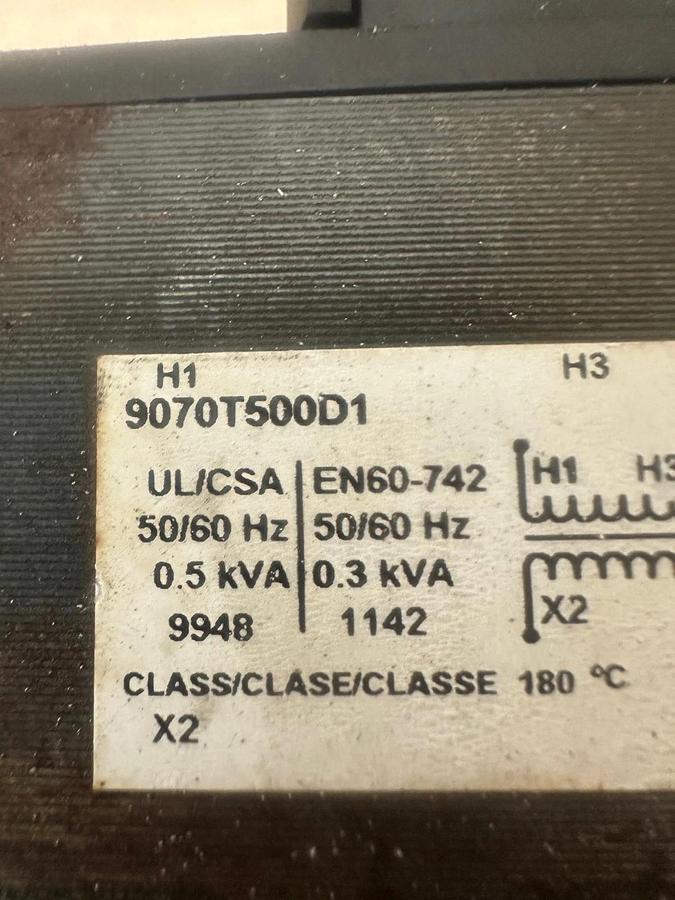 H1 H3
9070T500D1
UL/CSA EN60-742
50/60 Hz 50/60 Hz
0.5 kVA 0.3 kVA
9948 1142
H1 H3
X2
CLASS/CLASE/CLASSE 180 °C
X2